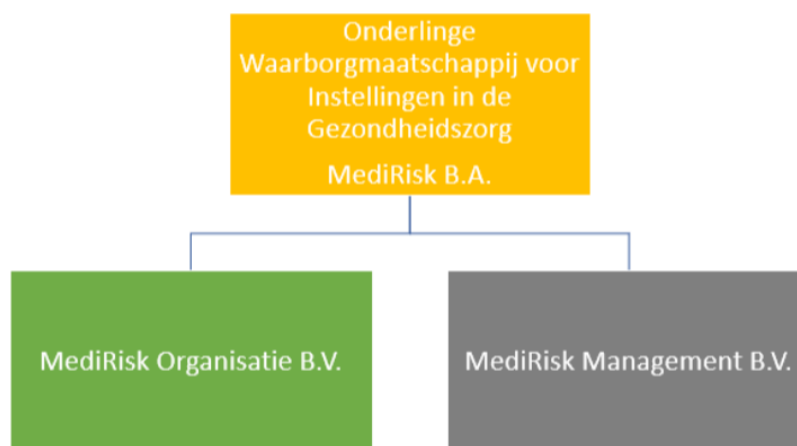 Onderlinge
Waarborgmaatschappij voor
Instellingen in de
Gezondheidszorg
MediRisk B.A.
MediRisk Organisatie B.V.
MediRisk Management B.V.